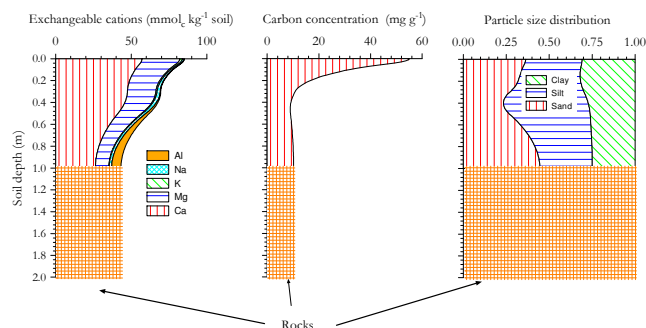 Exchangeable cations (mmol_c kg^-1 soil)
Carbon concentration (mg g^-1)
Particle size distribution
0 50 100
0 20 40 60
0.00 0.25 0.50 0.75 1.00
Soil depth (m)
0.0
0.2
0.4
0.6
0.8
1.0
1.2
1.4
1.6
1.8
2.0
Al
Na
K
Mg
Ca
Clay
Silt
Sand
Rocks